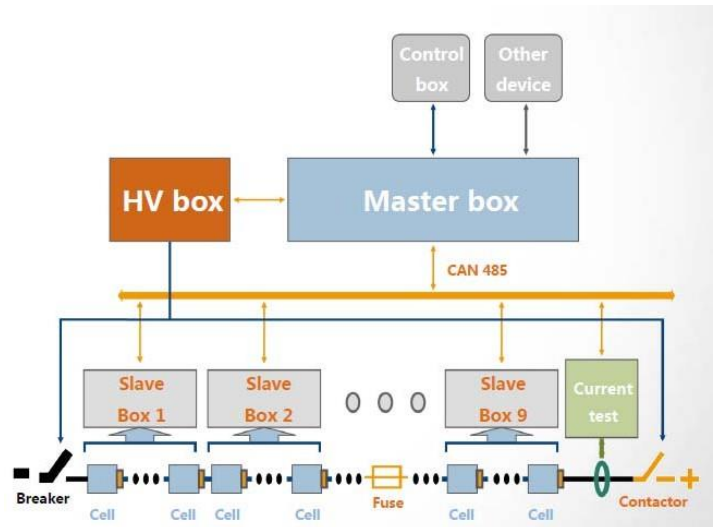 Control
box
Other
device
HV box
Master box
CAN 485
Slave
Box 1
Slave
Box 2
Slave
Box 9
Current
test
Breaker
Fuse
Contactor
Cell
Cell
Cell
Cell
Cell
Cell